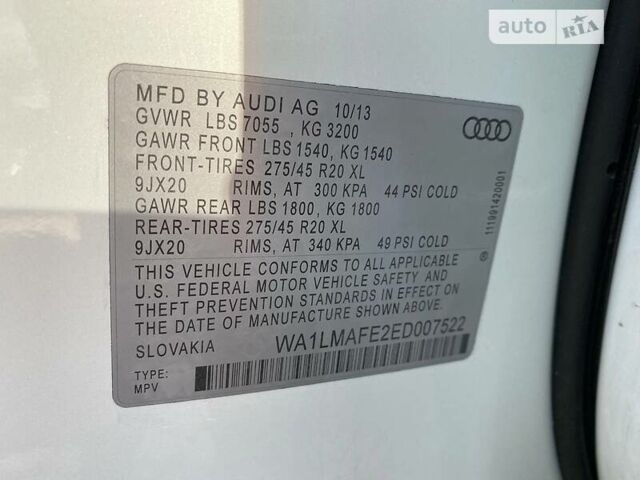 auto RIA
MFD BY AUDI AG 10/13
GVWR LBS 7055 , KG 3200
GAWR FRONT LBS 1540, KG 1540
FRONT-TIRES 275/45 R20 XL
9JX20 RIMS, AT 300 KPA 44 PSI COLD
GAWR REAR LBS 1800, KG 1800
REAR-TIRES 275/45 R20 XL
9JX20 RIMS, AT 340 KPA 49 PSI COLD
THIS VEHICLE CONFORMS TO ALL APPLICABLE
U.S. FEDERAL MOTOR VEHICLE SAFETY AND
THEFT PREVENTION STANDARDS IN EFFECT ON
THE DATE OF MANUFACTURE SHOWN ABOVE.
SLOVAKIA WA1LMAFE2ED007522
TYPE:
MPV
111991420001
®